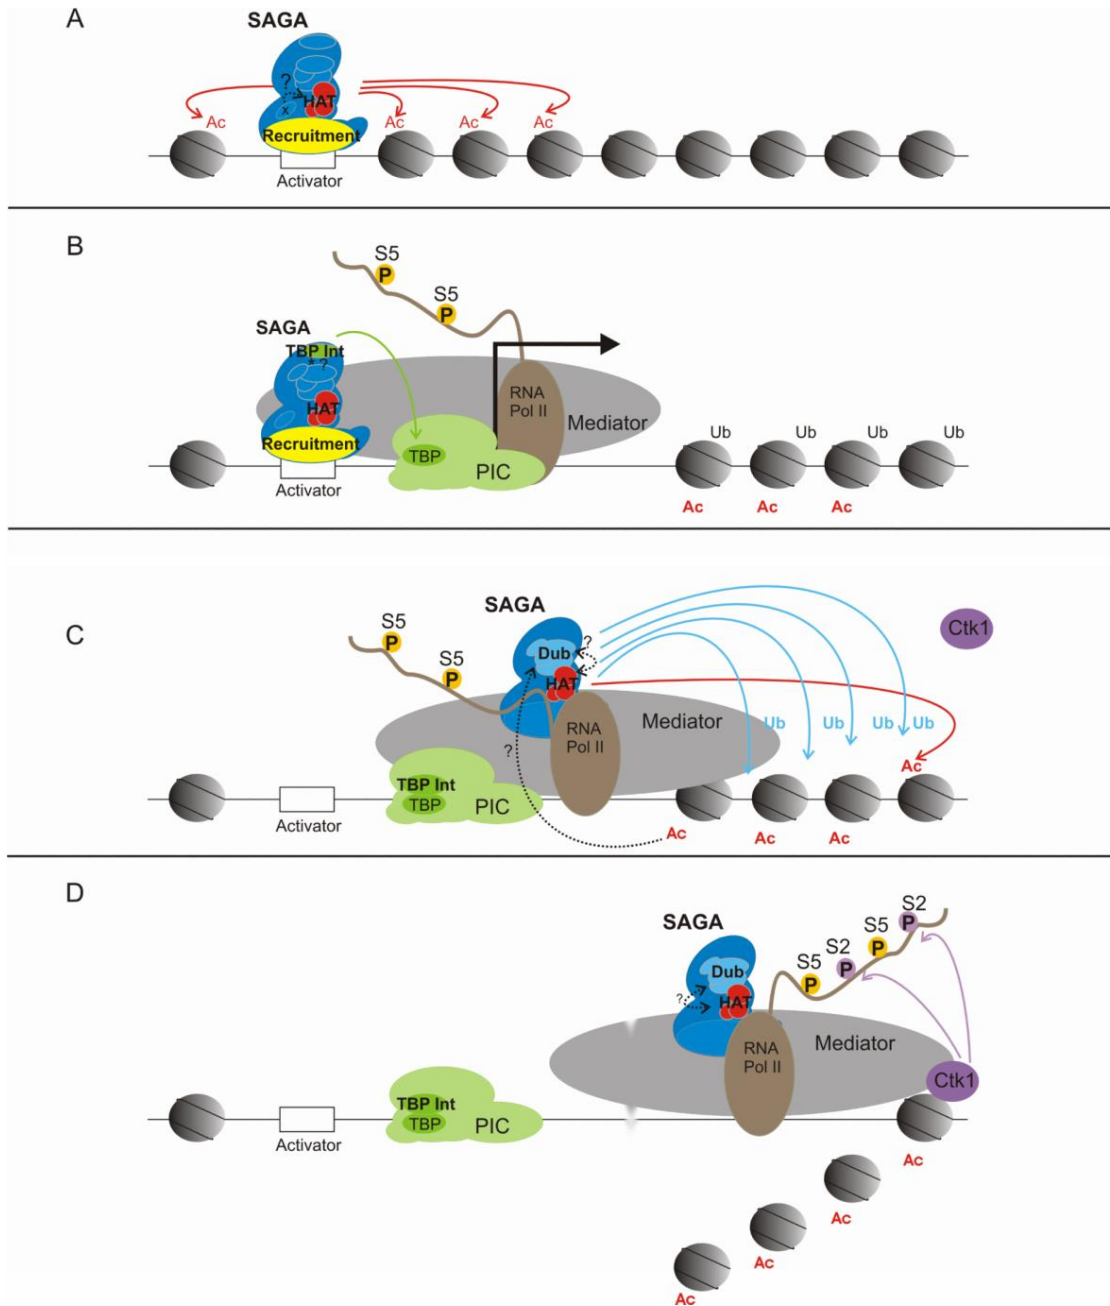 A
SAGA
?
HAT
x
Ac
Ac
Ac
Ac
Recruitment
Activator
B
S5
P
S5
P
SAGA
TBP Int
* ?
HAT
Recruitment
RNA
Pol II
Mediator
TBP
PIC
Activator
Ub
Ub
Ub
Ub
Ac
Ac
Ac
C
SAGA
Ctk1
S5
P
S5
P
?
Dub
HAT
Mediator
RNA
Pol II
Ub
Ub
Ub
Ub
?
Ac
TBP Int
TBP
PIC
Activator
Ac
Ac
Ac
D
SAGA
S2
P
S5
P
S2
P
S5
P
Dub
?
HAT
RNA
Pol II
Mediator
Ctk1
TBP Int
TBP
PIC
Activator
Ac
Ac
Ac
Ac